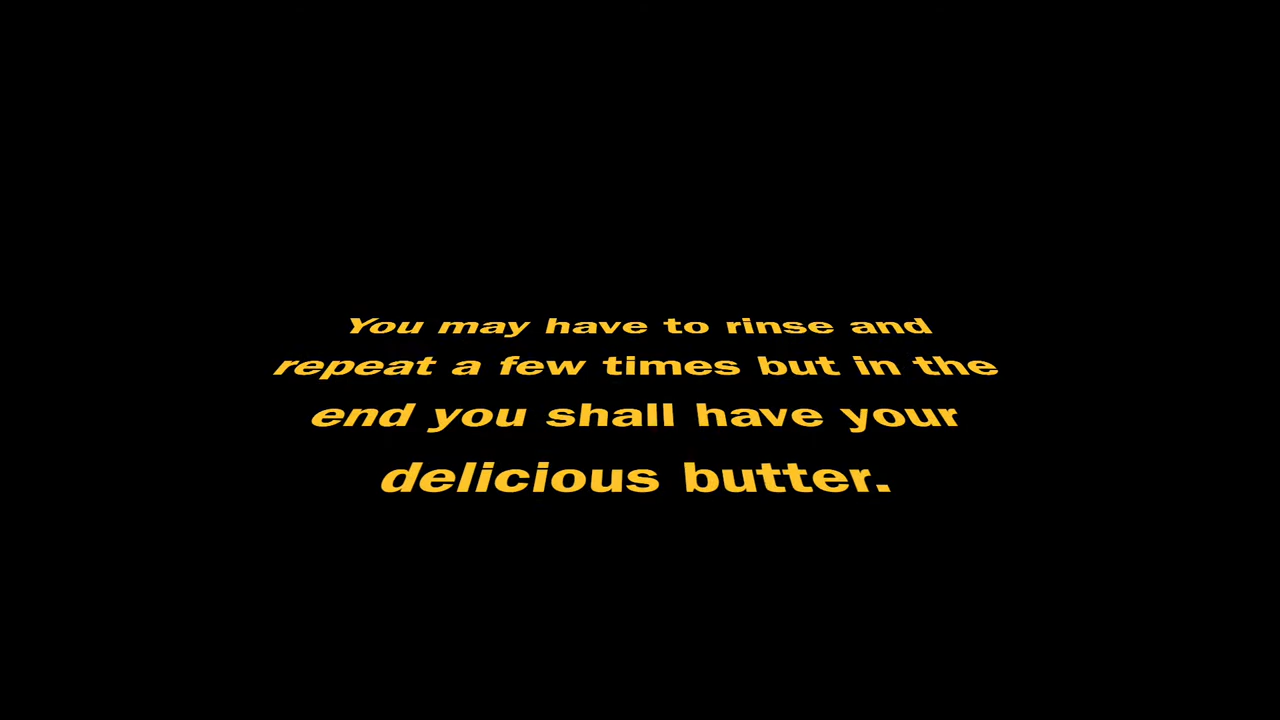 You may have to rinse and
repeat a few times but in the
end you shall have your
delicious butter.